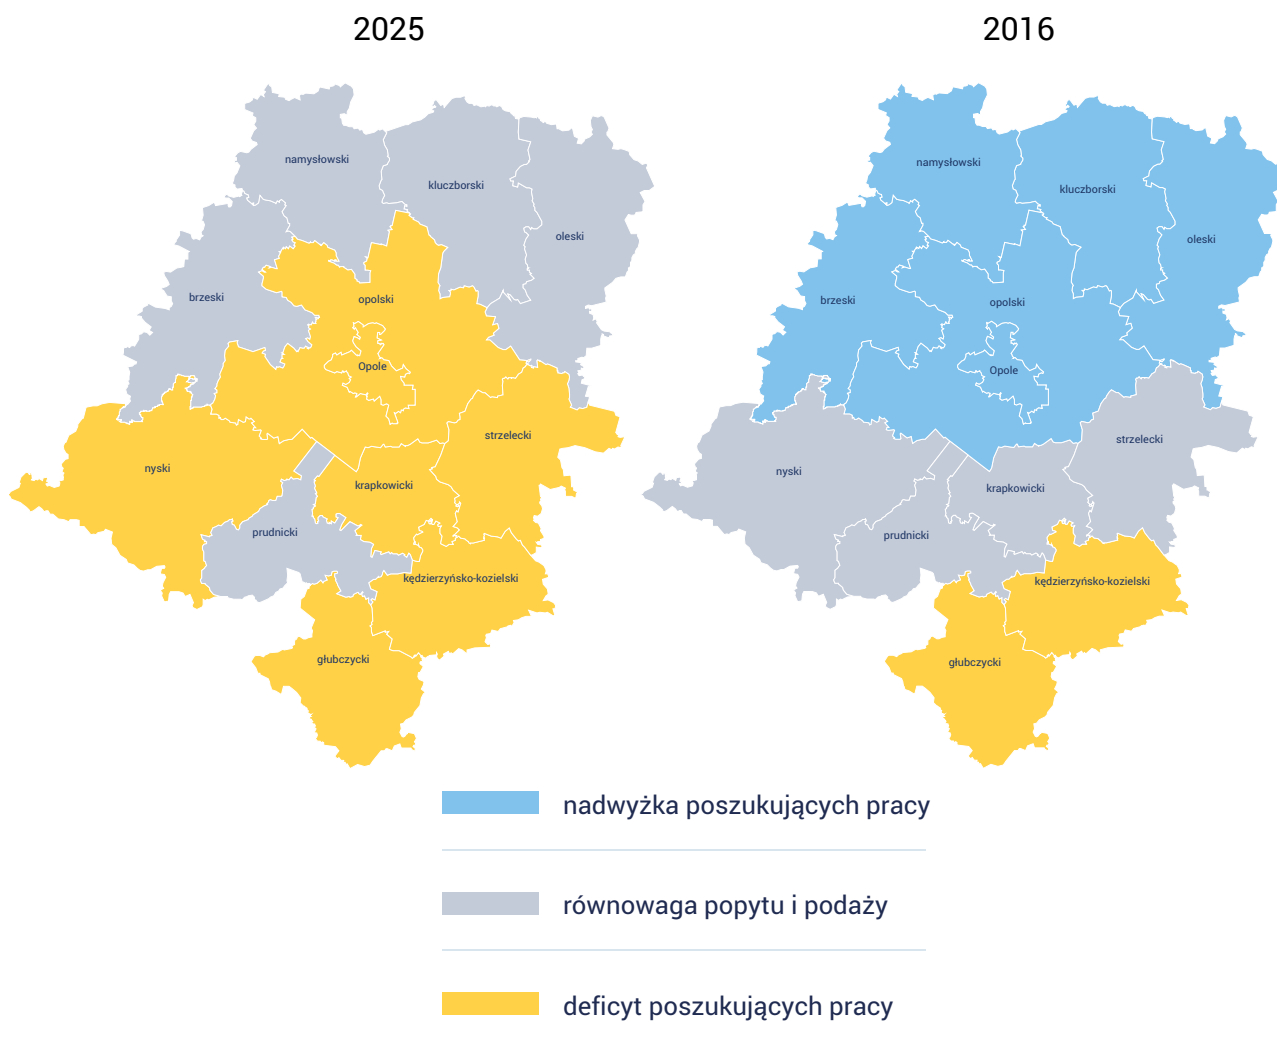 2025
namysłowski
kluczborski
oleski
brzeski
opolski
Opole
strzelecki
nyski
krapkowicki
prudnicki
kędzierzyńsko-kozielski
głubczycki
2016
namysłowski
kluczborski
oleski
brzeski
opolski
Opole
strzelecki
nyski
krapkowicki
prudnicki
kędzierzyńsko-kozielski
głubczycki
nadwyżka poszukujących pracy
równowaga popytu i podaży
deficyt poszukujących pracy